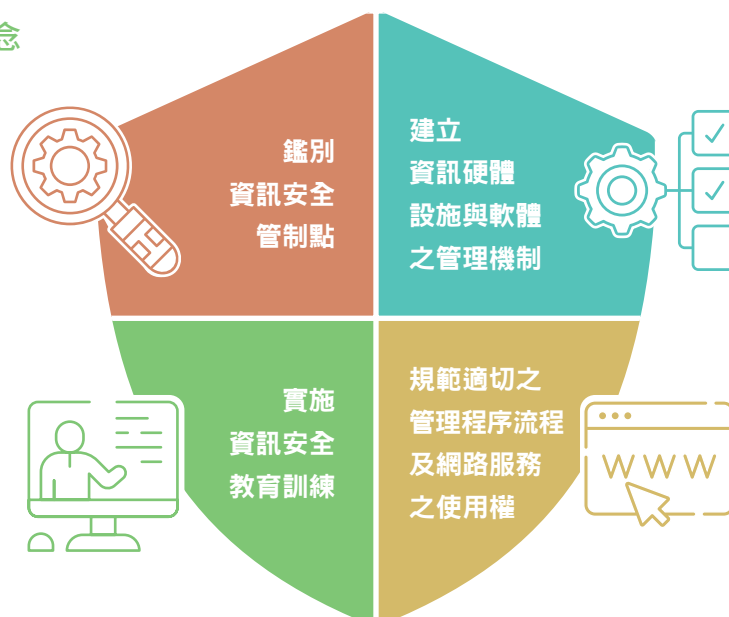 念
鑑別
資訊安全
管制點
建立
資訊硬體
設施與軟體
之管理機制
實施
資訊安全
教育訓練
規範適切之
管理程序流程
及網路服務
之使用權
WWW